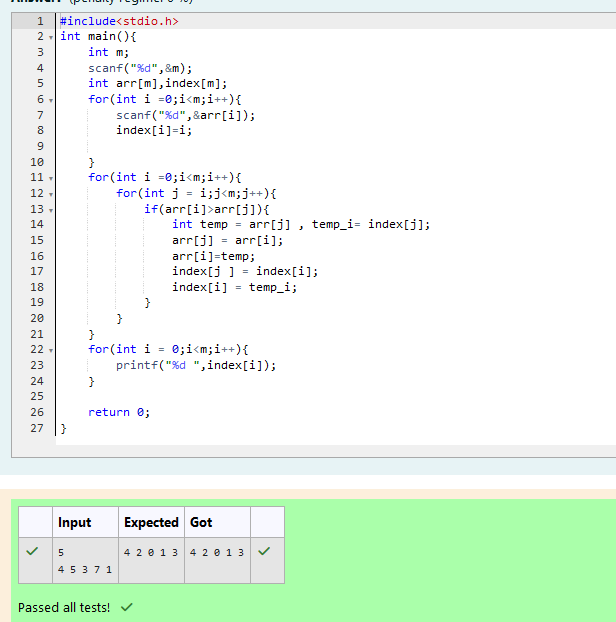 Answer: (penalty regime: 0 %)
1 #include<stdio.h>
2 int main(){
3     int m;
4     scanf("%d",&m);
5     int arr[m],index[m];
6     for(int i =0;i<m;i++){
7         scanf("%d",&arr[i]);
8         index[i]=i;
9
10     }
11     for(int i =0;i<m;i++){
12         for(int j = i;j<m;j++){
13             if(arr[i]>arr[j]){
14                 int temp = arr[j] , temp_i= index[j];
15                 arr[j] = arr[i];
16                 arr[i]=temp;
17                 index[j ] = index[i];
18                 index[i] = temp_i;
19             }
20         }
21     }
22     for(int i = 0;i<m;i++){
23         printf("%d ",index[i]);
24     }
25
26     return 0;
27 }
Input Expected Got
5 4 2 0 1 3 4 2 0 1 3
4 5 3 7 1
Passed all tests!